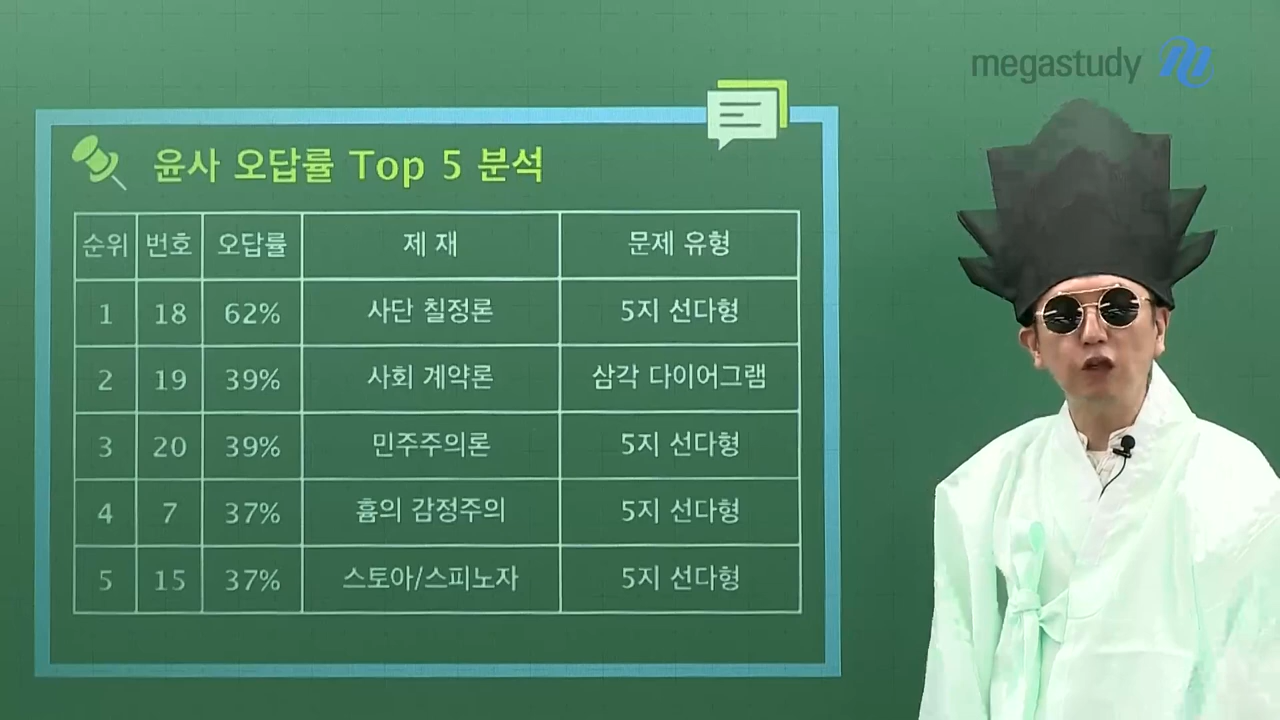 megastudy
윤사 오답률 Top 5 분석
순위 번호 오답률 제 재 문제 유형
1 18 62% 사단 칠정론 5지 선다형
2 19 39% 사회 계약론 삼각 다이어그램
3 20 39% 민주주의론 5지 선다형
4 7 37% 흄의 감정주의 5지 선다형
5 15 37% 스토아/스피노자 5지 선다형